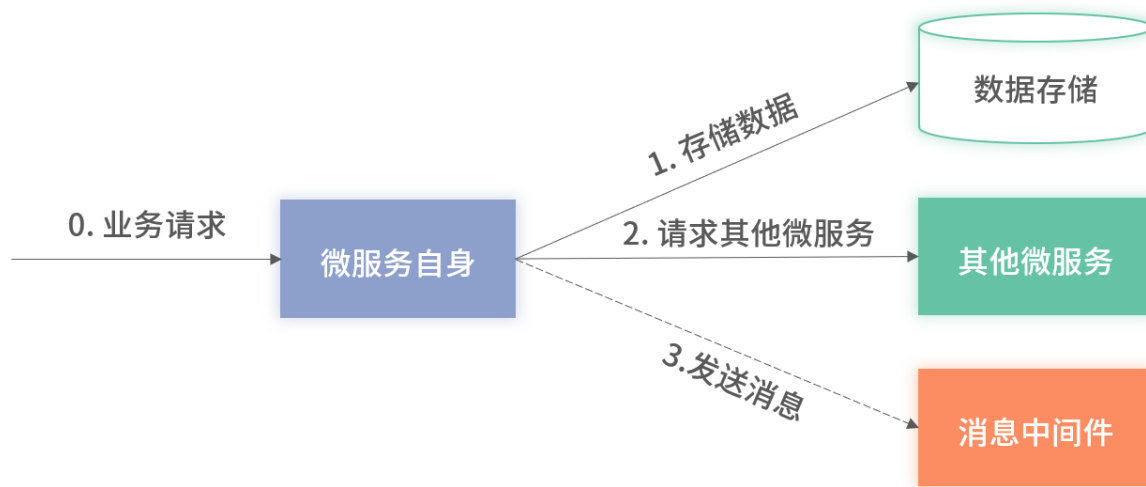 数据存储
1. 存储数据
0. 业务请求
2. 请求其他微服务
微服务自身
其他微服务
3.发送消息
消息中间件